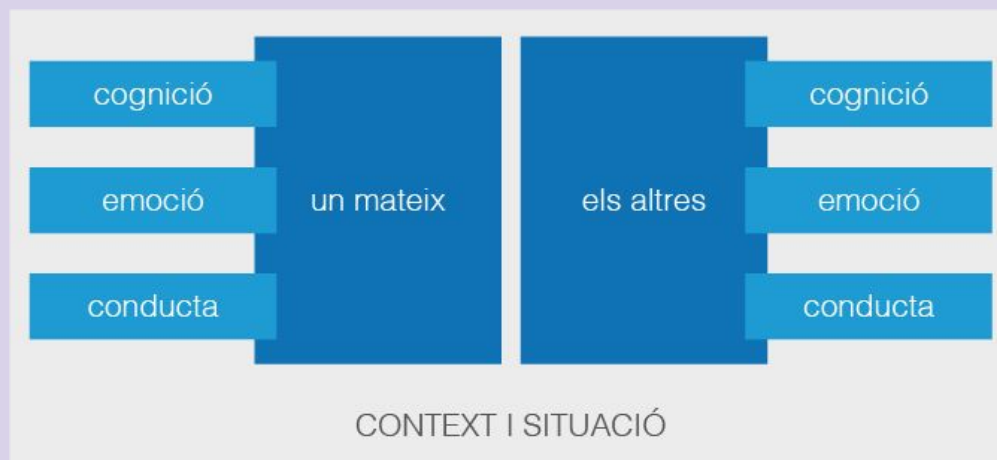 cognició
emoció
conducta
un mateix
els altres
cognició
emoció
conducta
CONTEXT I SITUACIÓ